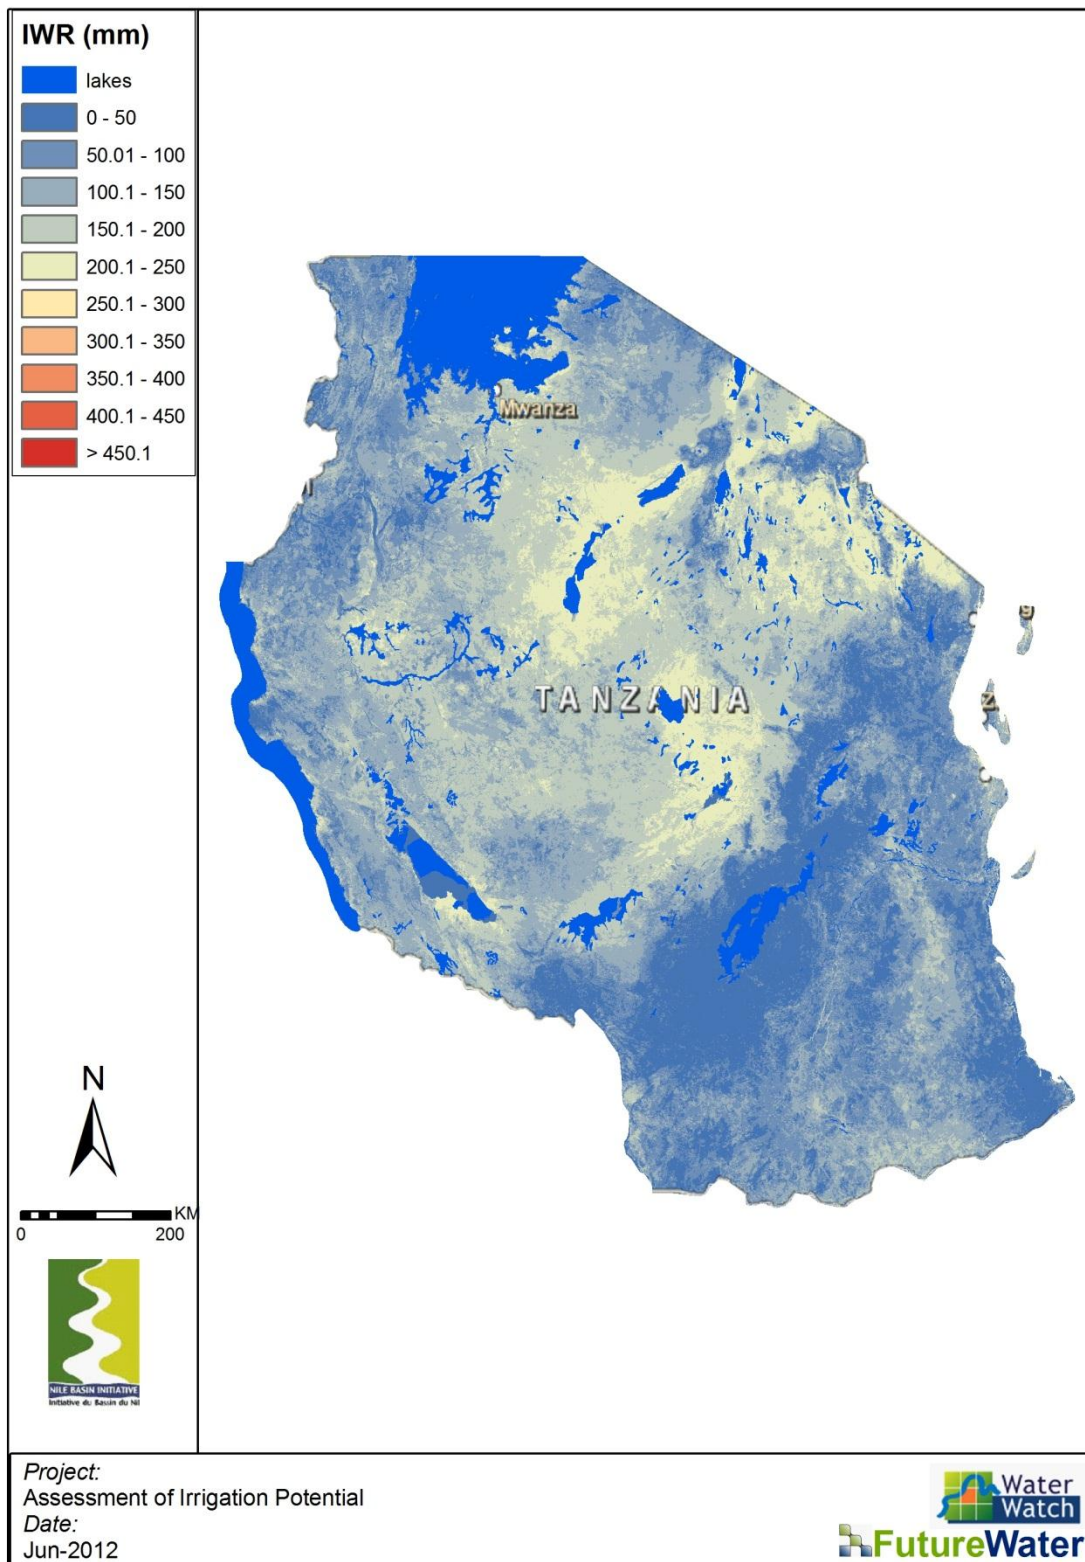 IWR (mm)
lakes
0 - 50
50.01 - 100
100.1 - 150
150.1 - 200
200.1 - 250
250.1 - 300
300.1 - 350
350.1 - 400
400.1 - 450
> 450.1
Mwanza
TANZANIA
Z
N
KM
0 200
NILE BASIN INITIATIVE
Initiative du Bassin du Nil
Project:
Assessment of Irrigation Potential
Date:
Jun-2012
Water
Watch
FutureWater